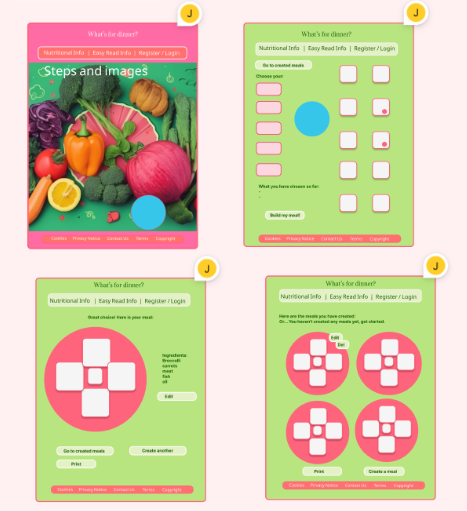 J
What's for dinner?
Nutritional Info | Easy Read Info | Register / Login
Steps and images
Cookies Privacy Notice Contact Us Terms Copyright
J
What's for dinner?
Nutritional Info | Easy Read Info | Register / Login
Go to created meals
Choose your:
What you have chosen so far:
Build my meal!
Cookies Privacy Notice Contact Us Terms Copyright
J
What's for dinner?
Nutritional Info | Easy Read Info | Register / Login
Great choice! Here is your meal:
Ingredients:
Broccoli
carrots
meat
fish
oil
Edit
Go to created meals
Create another
Print
Cookies Privacy Notice Contact Us Terms Copyright
J
What's for dinner?
Nutritional Info | Easy Read Info | Register / Login
Here are the meals you have created:
Or... You haven't created any meals yet, get started:
Edit
Del
Print
Create a meal
Cookies Privacy Notice Contact Us Terms Copyright